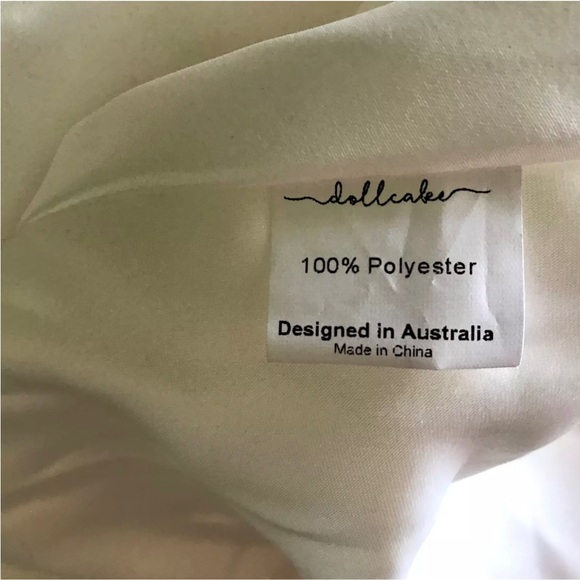 dollcake
100% Polyester
Designed in Australia
Made in China